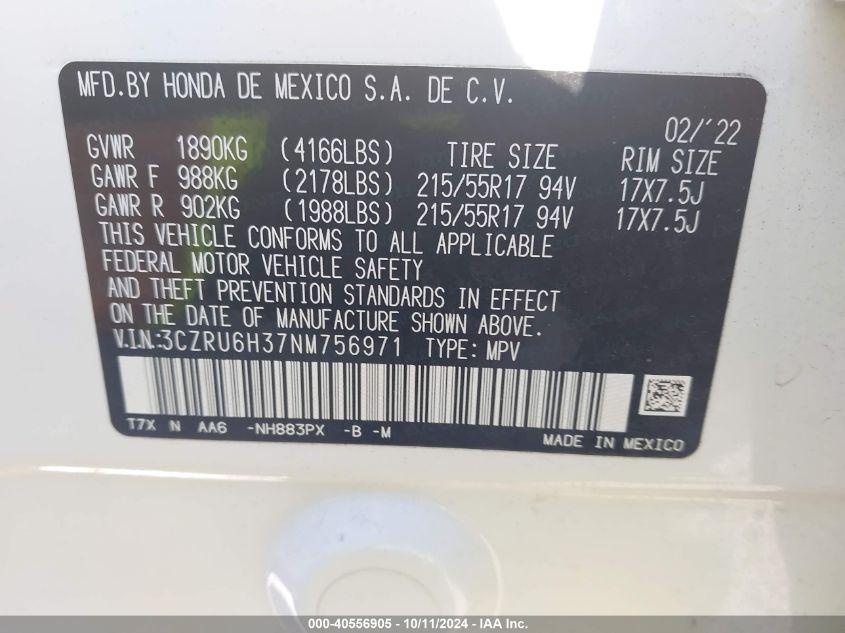 MFD.BY HONDA DE MEXICO S.A. DE C.V.
02/'22
GVWR 1890KG (4166LBS) TIRE SIZE RIM SIZE
GAWR F 988KG (2178LBS) 215/55R17 94V 17X7.5J
GAWR R 902KG (1988LBS) 215/55R17 94V 17X7.5J
THIS VEHICLE CONFORMS TO ALL APPLICABLE
FEDERAL MOTOR VEHICLE SAFETY
AND THEFT PREVENTION STANDARDS IN EFFECT
ON THE DATE OF MANUFACTURE SHOWN ABOVE.
V.I.N.:3CZRU6H37NM756971 TYPE: MPV
T7X N AA6 -NH883PX -B -M
MADE IN MEXICO
000-40556905 - 10/11/2024 - IAA Inc.